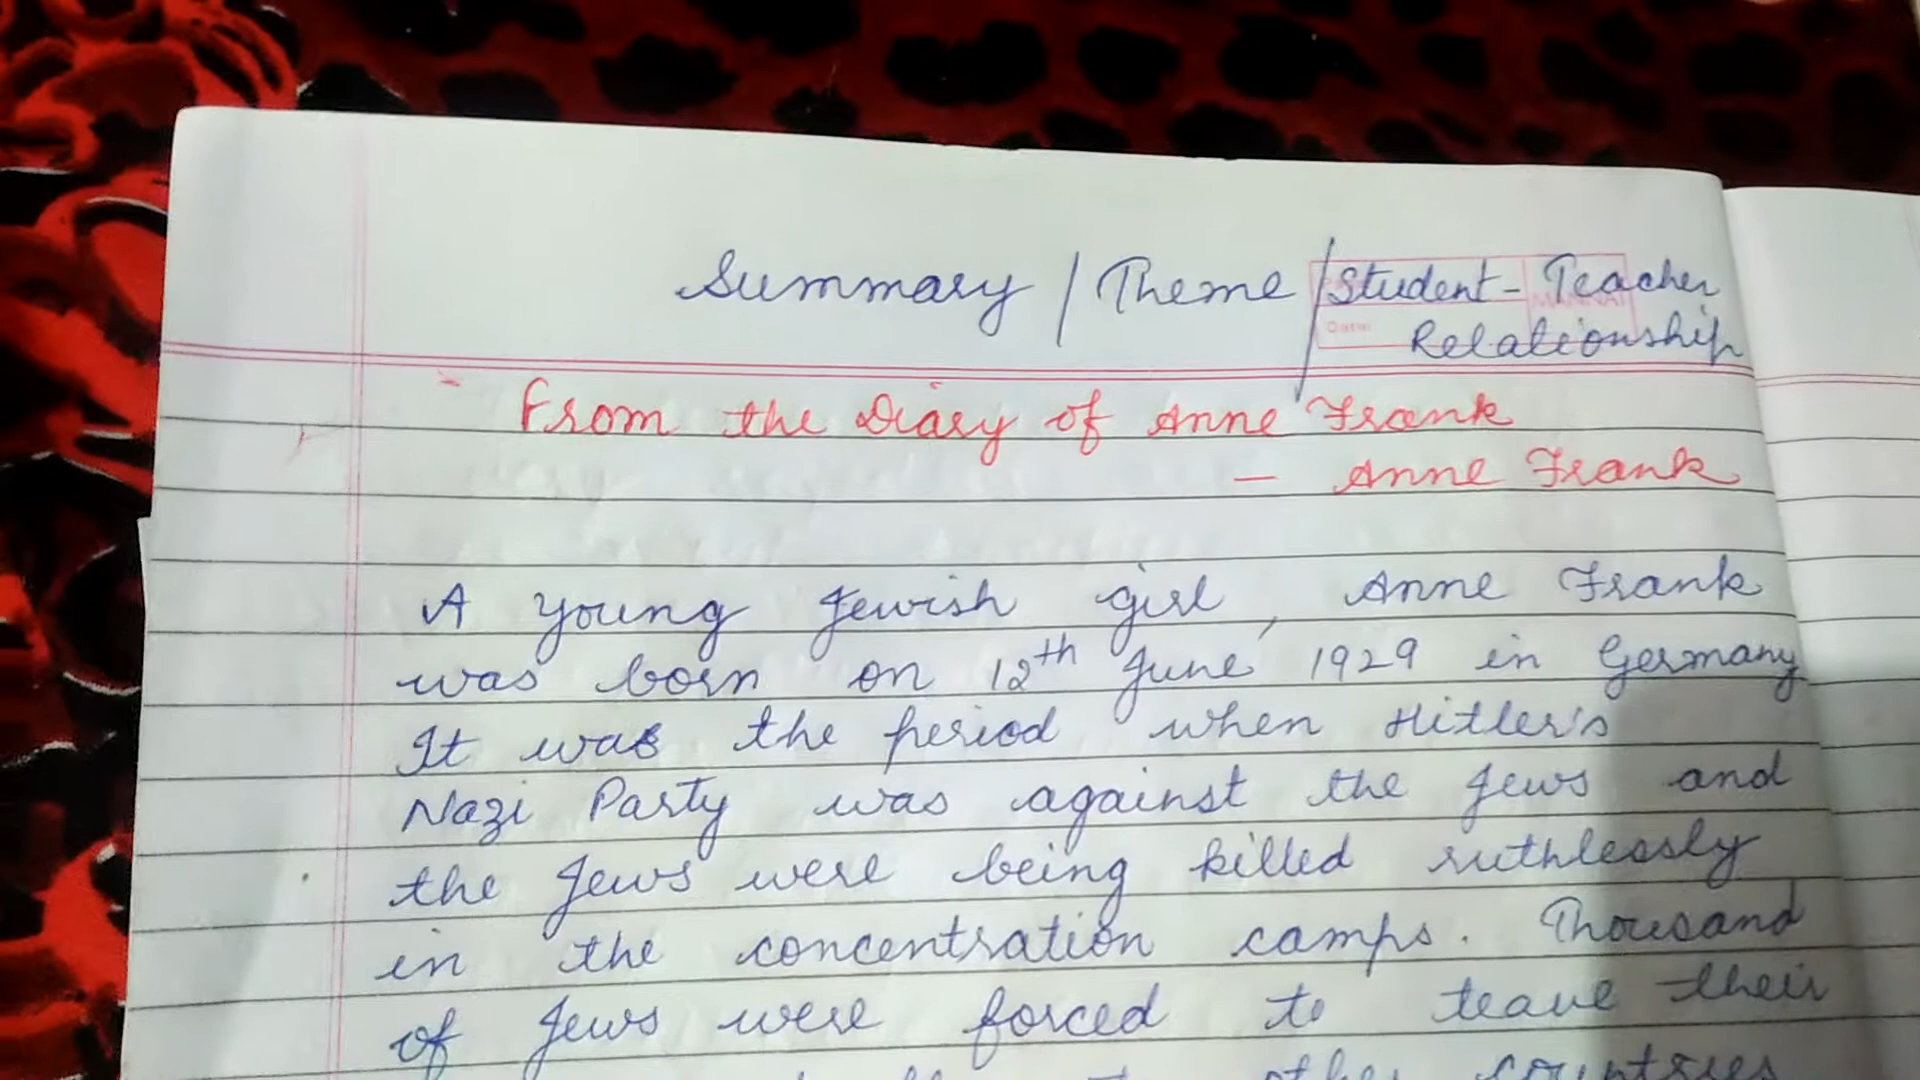 Summary / Theme / Student - Teacher
Relationship
From the Diary of Anne Frank
— Anne Frank
A young Jewish girl, Anne Frank
was born on 12th June 1929 in Germany
It was the period when Hitler's
Nazi Party was against the Jews and
the Jews were being killed ruthlessly
in the concentration camps. Thousand
of Jews were forced to leave their
other countries